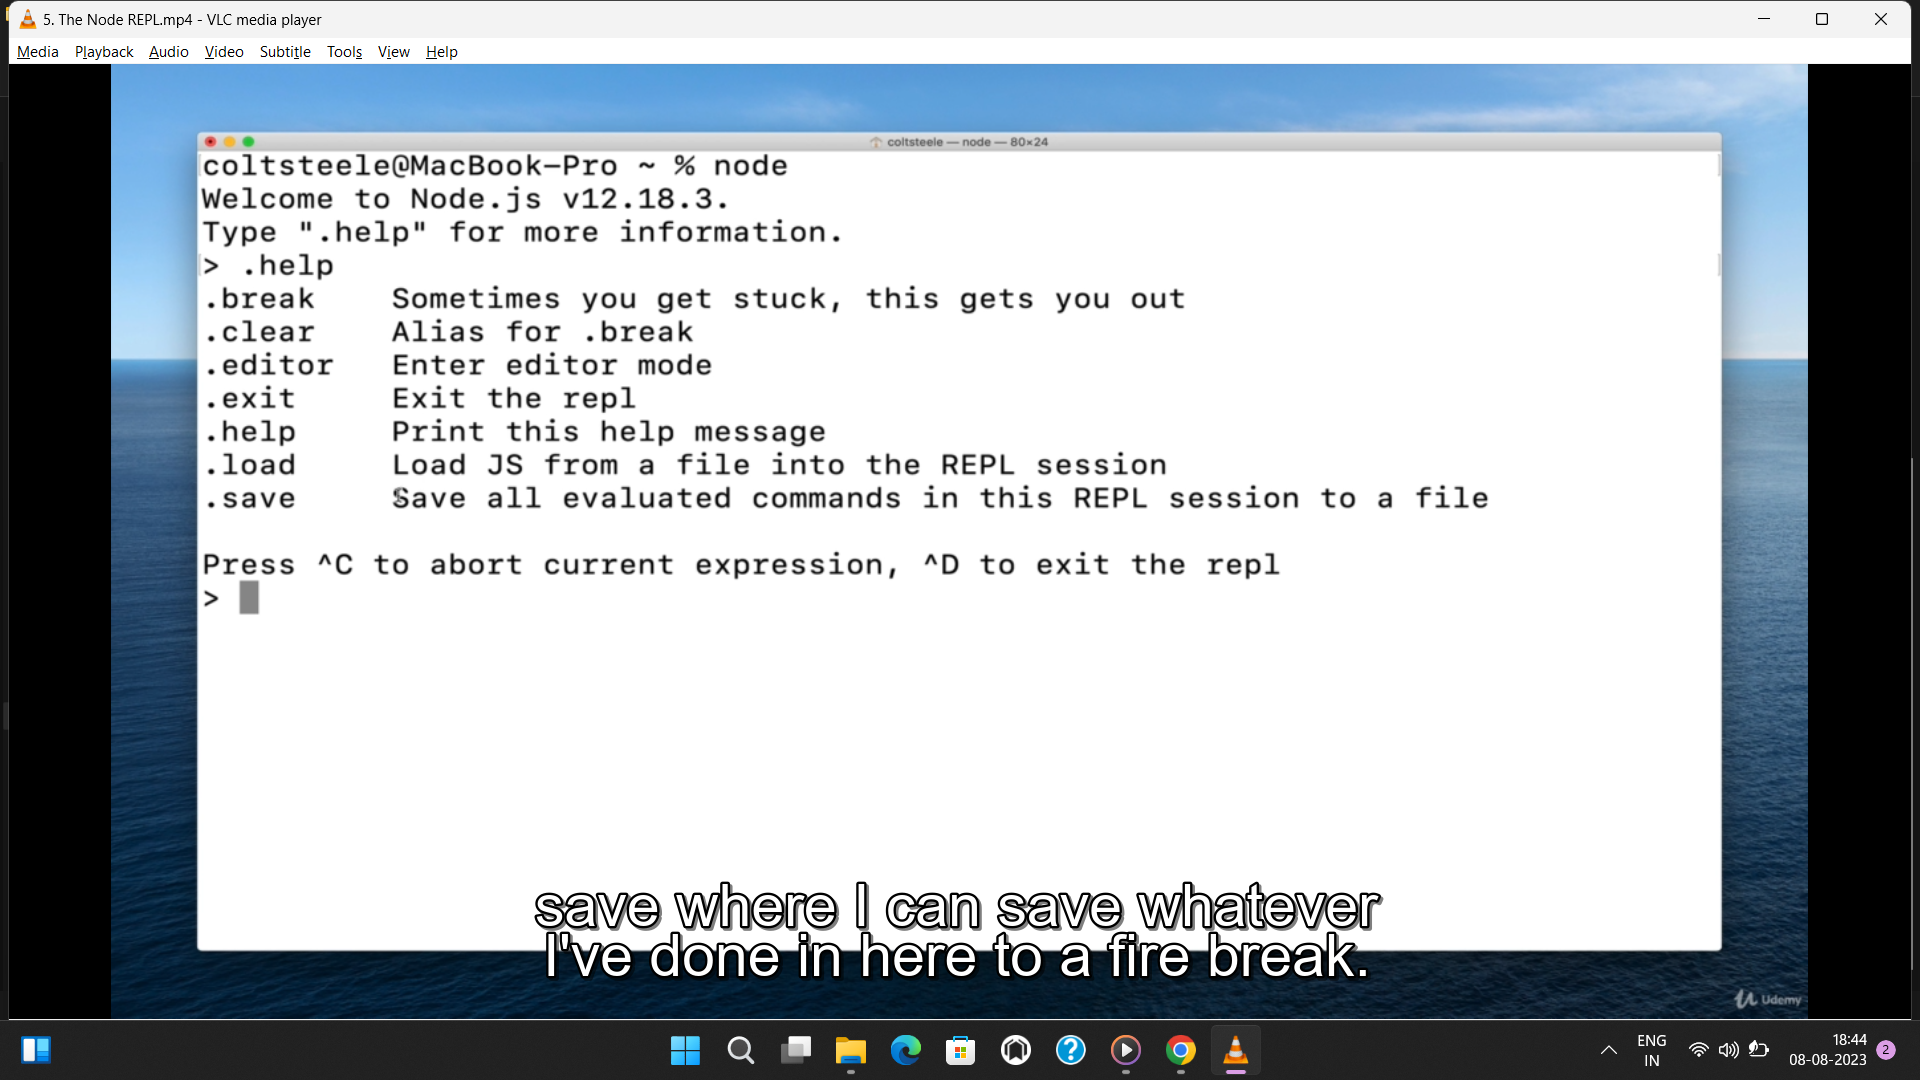 5. The Node REPL.mp4 - VLC media player
Media Playback Audio Video Subtitle Tools View Help
coltsteele — node — 80×24
coltsteele@MacBook-Pro ~ % node
Welcome to Node.js v12.18.3.
Type ".help" for more information.
> .help
.break Sometimes you get stuck, this gets you out
.clear Alias for .break
.editor Enter editor mode
.exit Exit the repl
.help Print this help message
.load Load JS from a file into the REPL session
.save Save all evaluated commands in this REPL session to a file
Press ^C to abort current expression, ^D to exit the repl
>
save where I can save whatever
I've done in here to a fire break.
Udemy
ENG
IN
18:44
08-08-2023
2